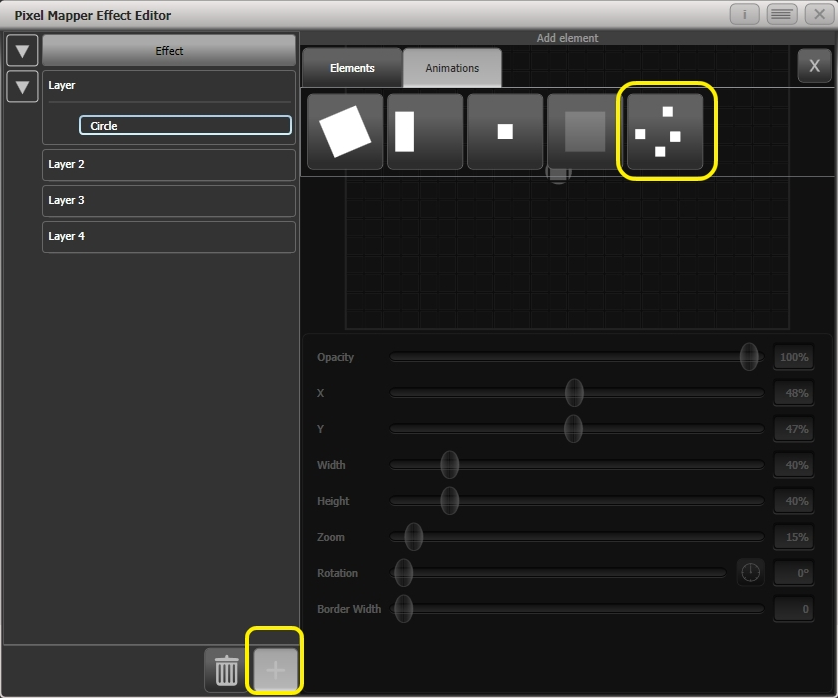 Pixel Mapper Effect Editor
Add element
Effect
Elements
Animations
X
Layer
Circle
Layer 2
Layer 3
Layer 4
Opacity 100%
X 48%
Y 47%
Width 40%
Height 40%
Zoom 15%
Rotation 0°
Border Width 0